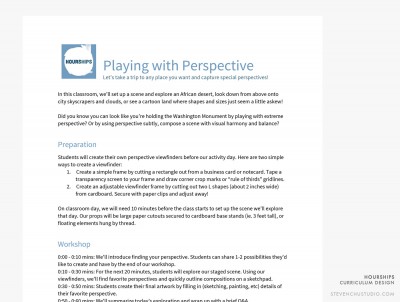 HOURSHIPS
Playing with Perspective
Let's take a trip to any place you want and capture special perspectives!
In this classroom, we'll set up a scene and explore an African desert, look down from above onto
city skyscrapers and clouds, or see a cartoon land where shapes and sizes just seem a little askew!
Did you know you can look like you're holding the Washington Monument by playing with extreme
perspective? Or by using perspective subtly, compose a scene with visual harmony and balance?
Preparation
Students will create their own perspective viewfinders before our activity day. Here are two simple
ways to create a viewfinder:
1. Create a simple frame by cutting a rectangle out from a business card or notecard. Tape a
transparency screen to your frame and draw corner crop marks or "rule of thirds" gridlines.
2. Create an adjustable viewfinder frame by cutting out two L shapes (about 2 inches wide)
from cardboard. Secure with paper clips and adjust away!
On classroom day, we will need 10 minutes before the class starts to set up the scene we'll explore
that day. Our props will be large paper cutouts secured to cardboard base stands (ie. 3 feet tall), or
floating elements hung by thread.
Workshop
0:00 - 0:10 mins: We'll introduce finding your perspective. Students can share 1-2 possibilities they'd
like to create and have by the end of our workshop.
0:10 - 0:30 mins: For the next 20 minutes, students will explore our staged scene. Using our
viewfinders, we'll find favorite perspectives and quickly outline compositions on a sketchpad.
0:30 - 0:50 mins: Students create their final artwork by filling in (sketching, painting, etc) details of
their favorite perspective.
0:50 - 0:60 mins: We'll summarize today's exploration and wrap up with a brief Q&A
HOURSHIPS
CURRICULUM DESIGN
STEVENCHUSTUDIO.COM